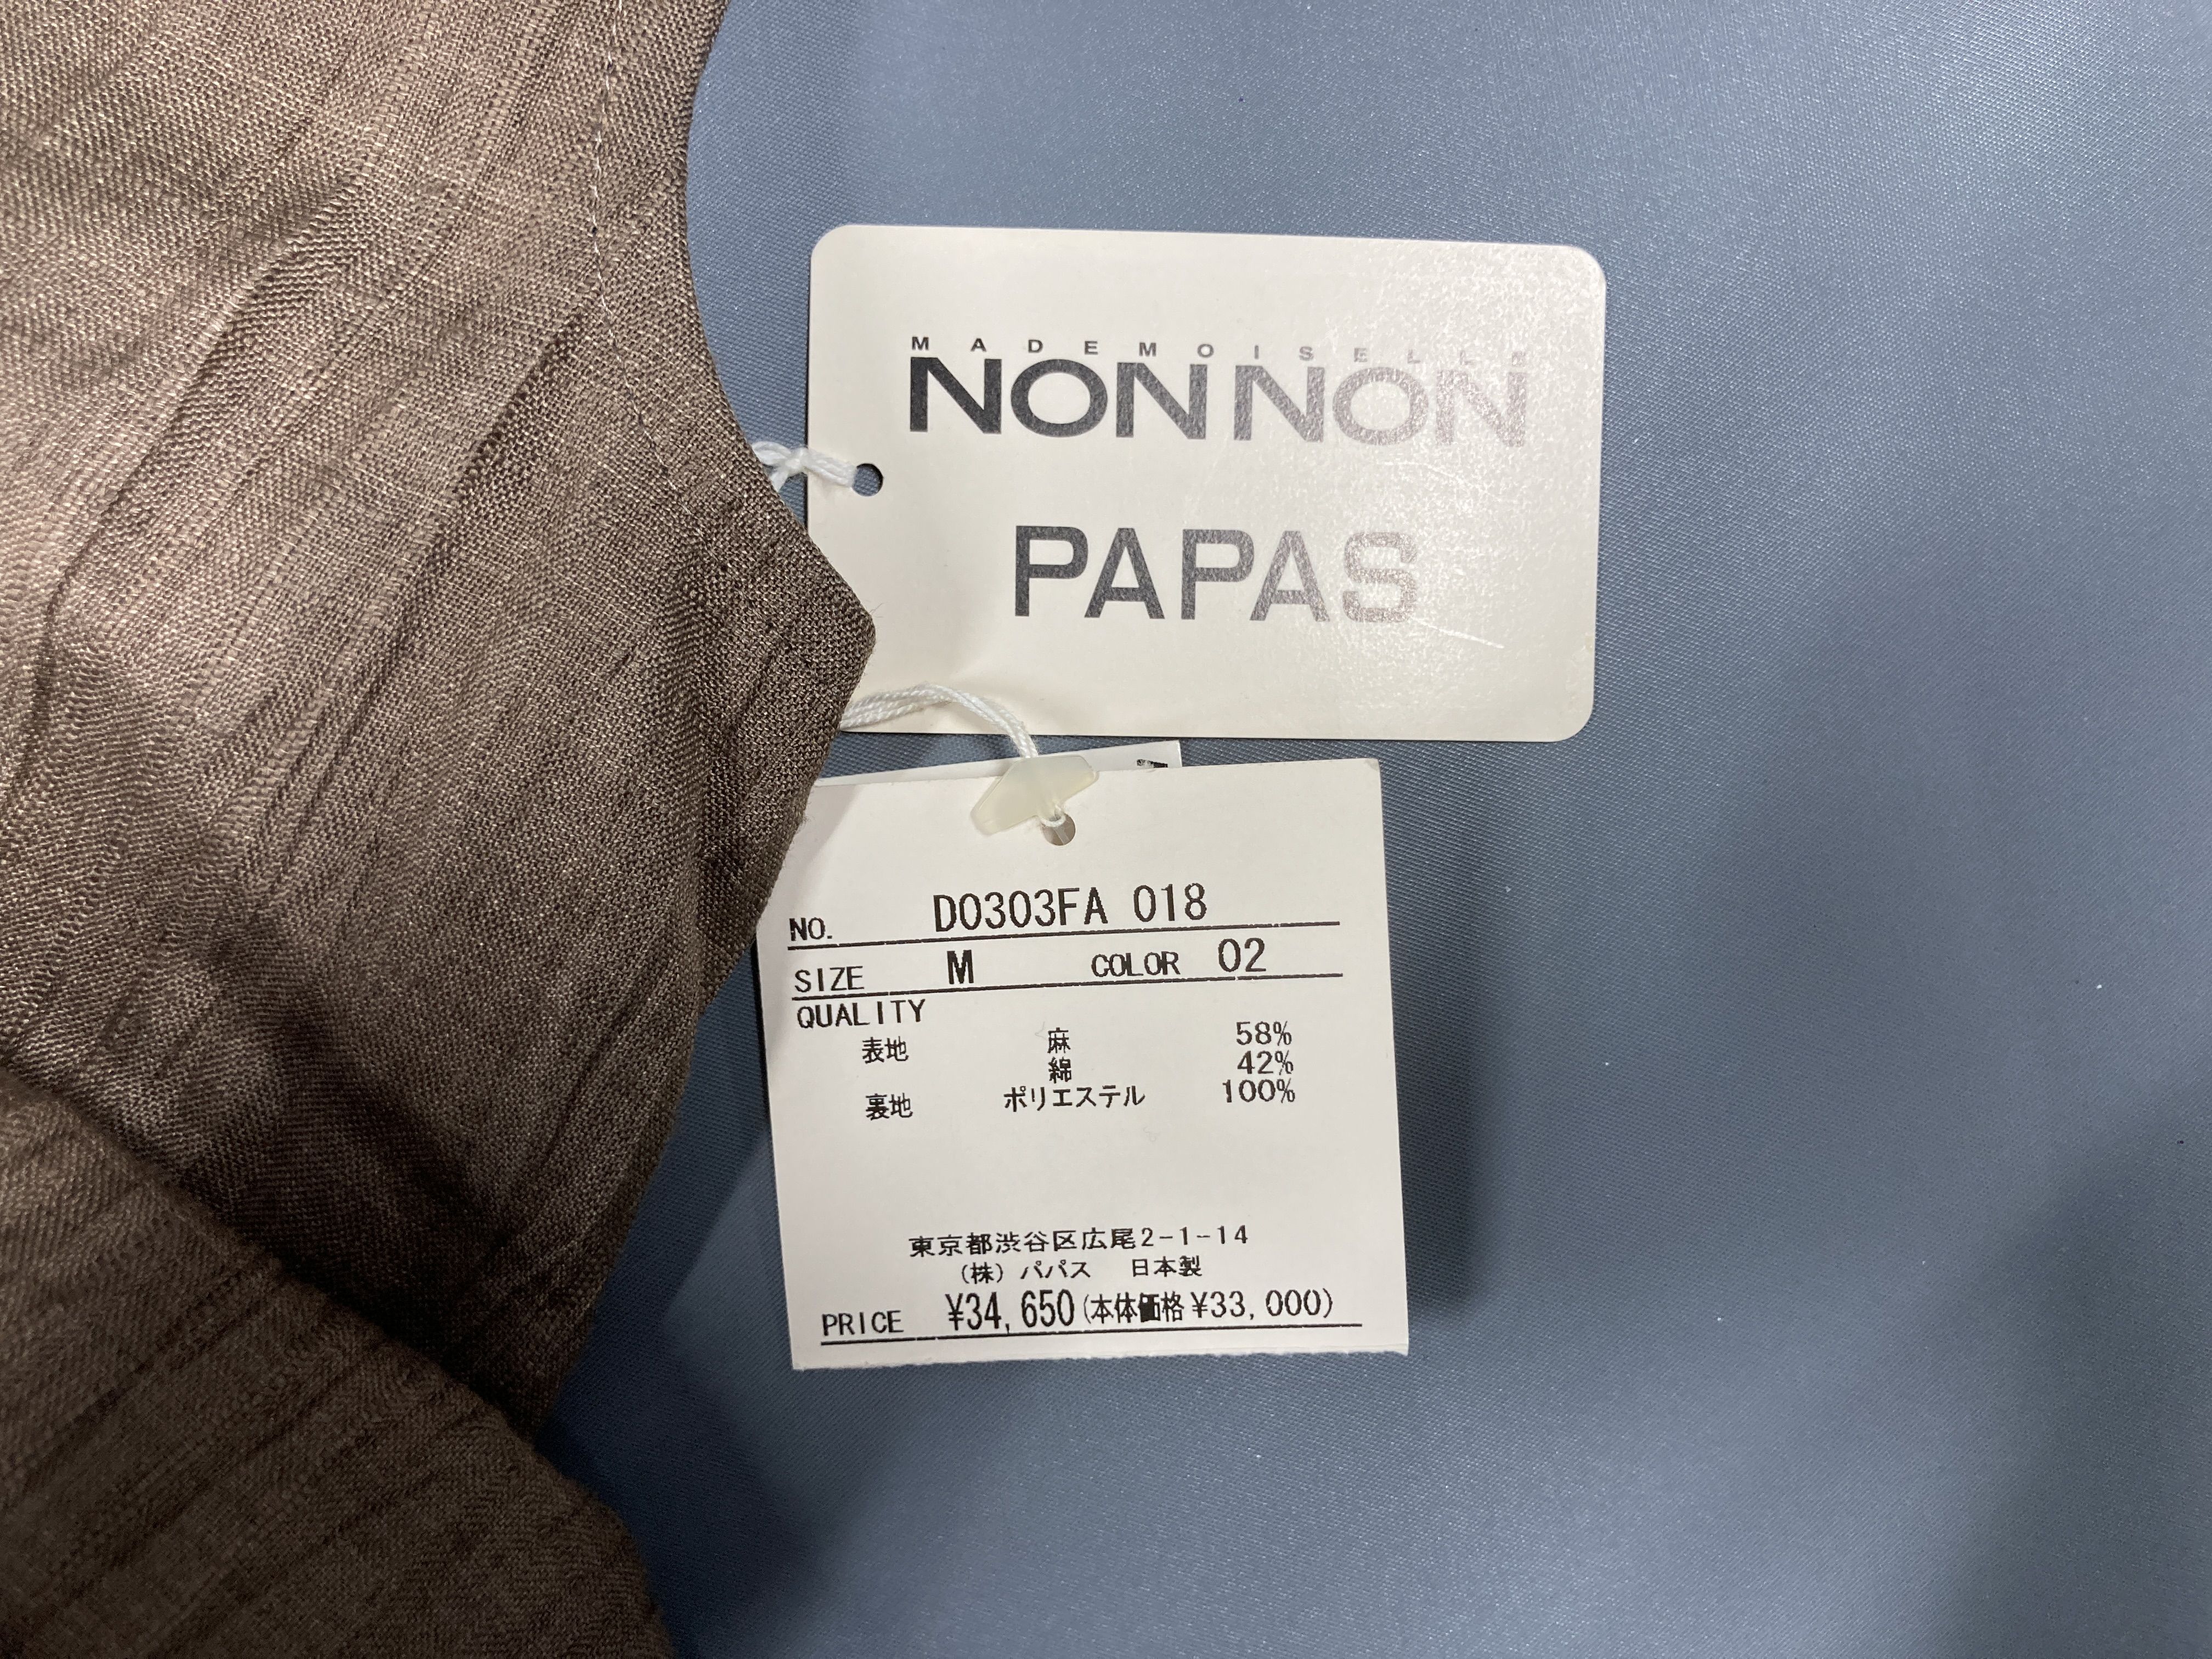 MADEMOISELLE
NON NON
PAPAS
NO. D0303FA 018
SIZE M COLOR 02
QUALITY
表地 麻 58%
綿 42%
裏地 ポリエステル 100%
東京都渋谷区広尾2-1-14
(株) パパス 日本製
PRICE ¥34,650(本体価格¥33,000)